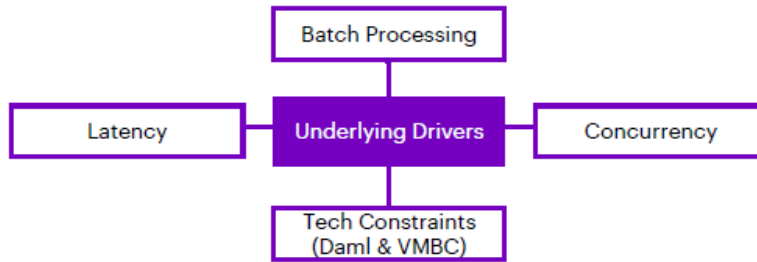 Batch Processing
Latency
Underlying Drivers
Concurrency
Tech Constraints
(Daml & VMBC)